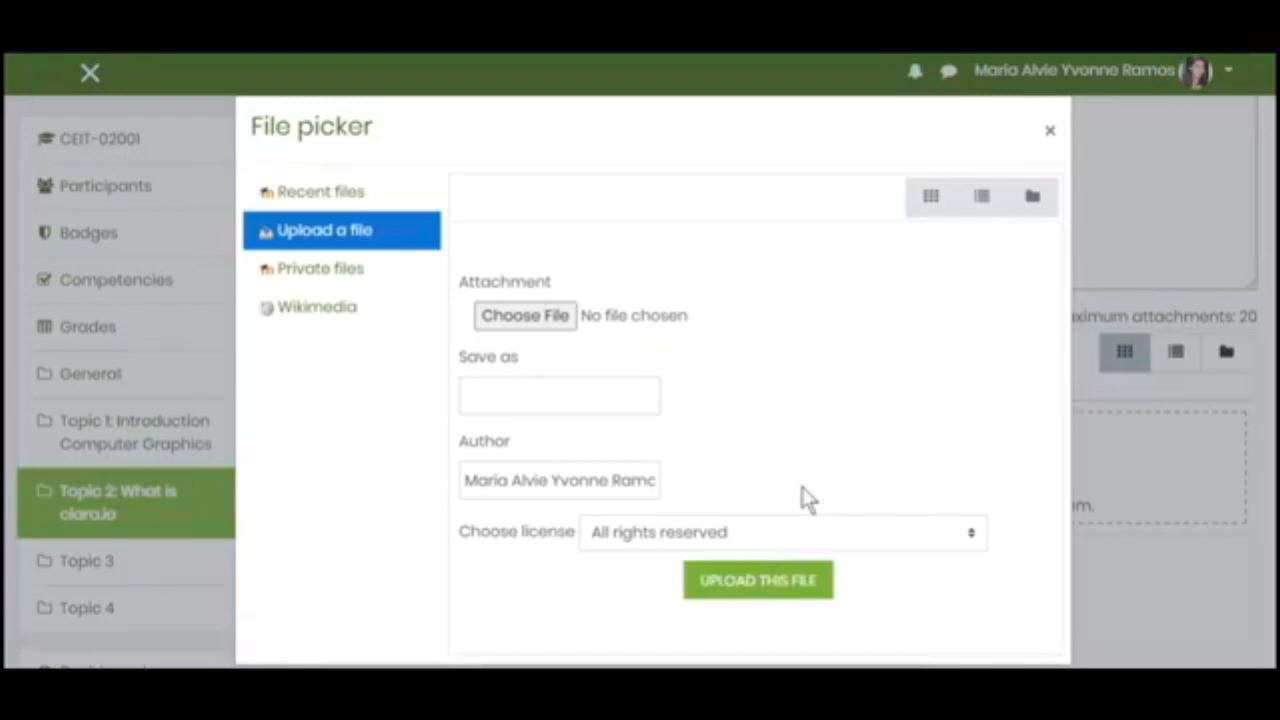 Maria Alvie Yvonne Ramos
CEIT-02001
Participants
Badges
Competencies
Grades
General
Topic 1: Introduction
Computer Graphics
Topic 2: What is
clara.io
Topic 3
Topic 4
File picker
Recent files
Upload a file
Private files
Wikimedia
Attachment
Choose File No file chosen
Save as
Author
Maria Alvie Yvonne Ramo
Choose license All rights reserved
UPLOAD THIS FILE
aximum attachments: 20
m.